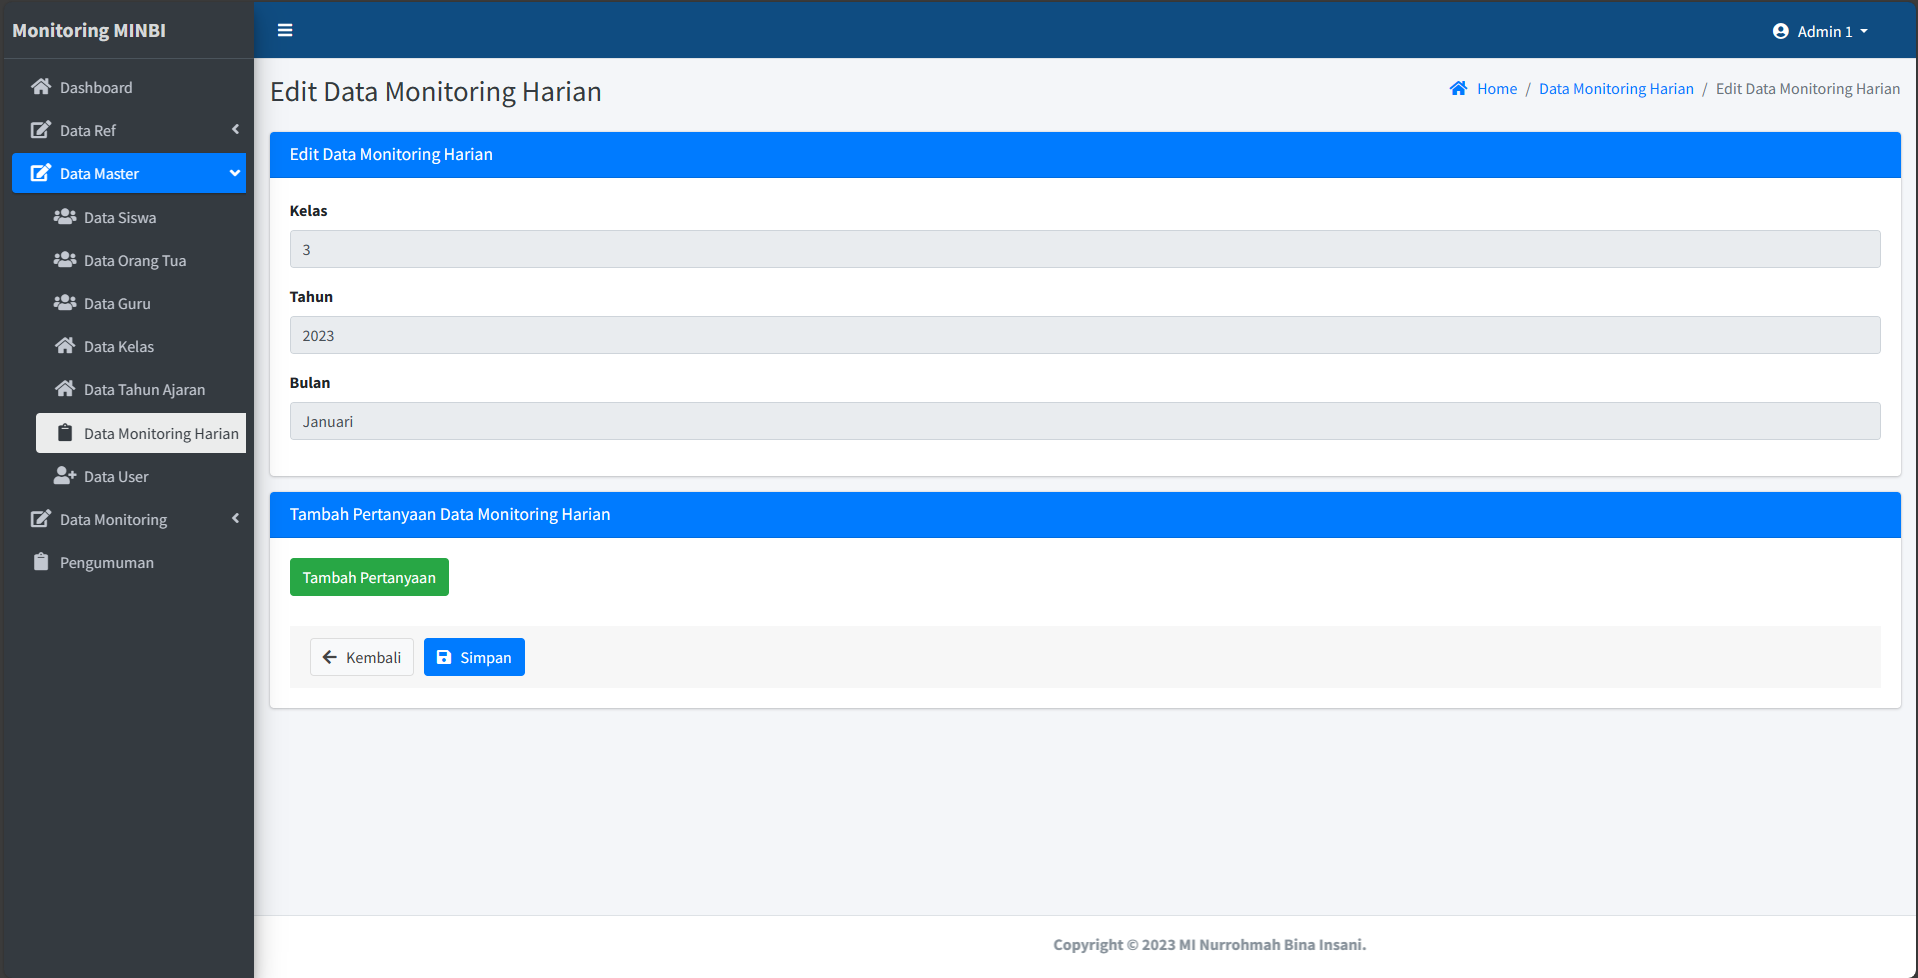 Monitoring MINBI
Admin 1
Dashboard
Data Ref
Data Master
Data Siswa
Data Orang Tua
Data Guru
Data Kelas
Data Tahun Ajaran
Data Monitoring Harian
Data User
Data Monitoring
Pengumuman
Edit Data Monitoring Harian
Home / Data Monitoring Harian / Edit Data Monitoring Harian
Edit Data Monitoring Harian
Kelas
3
Tahun
2023
Bulan
Januari
Tambah Pertanyaan Data Monitoring Harian
Tambah Pertanyaan
Kembali
Simpan
Copyright © 2023 MI Nurrohmah Bina Insani.